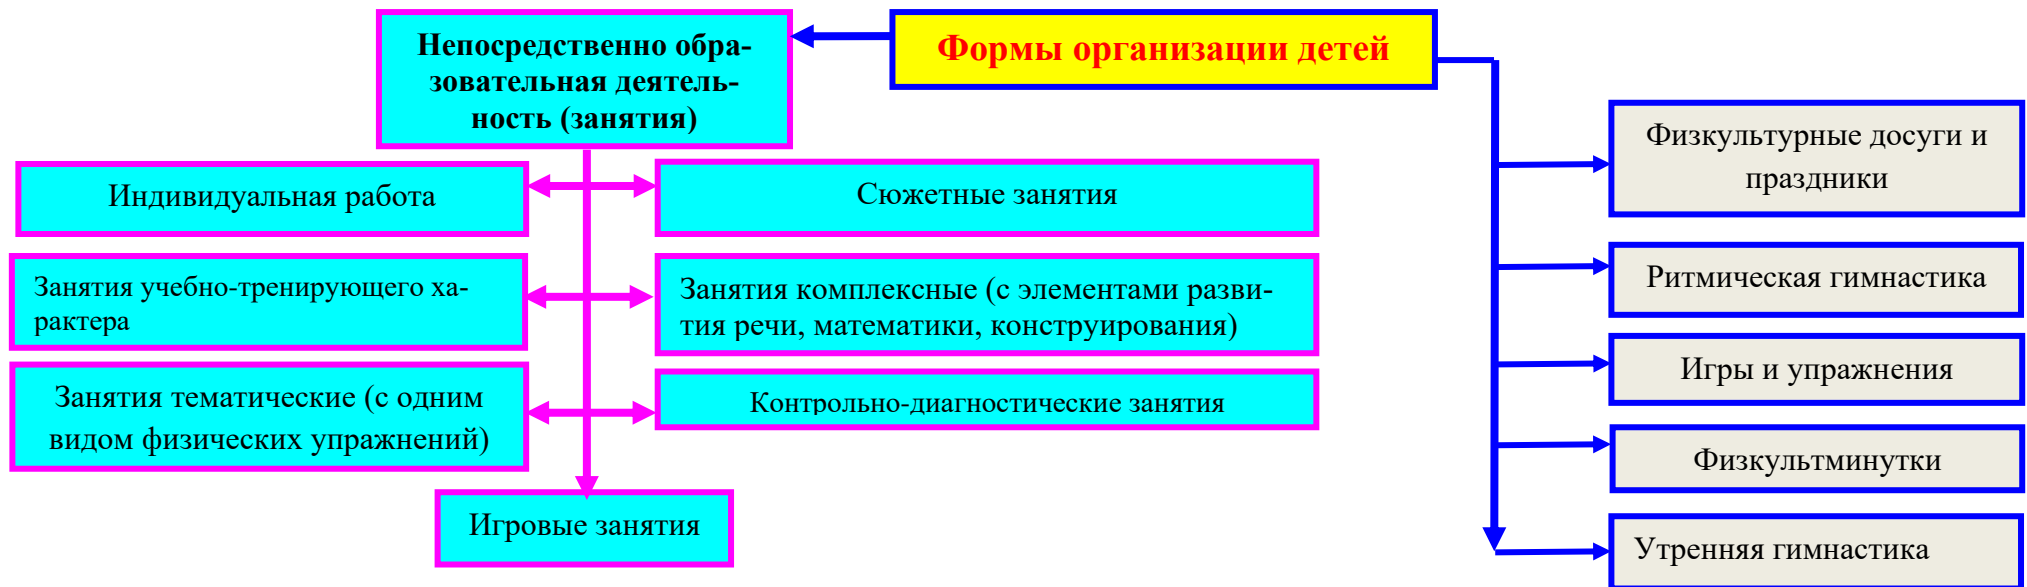 Формы организации детей
Непосредственно обра-
зовательная деятель-
ность (занятия)
Индивидуальная работа
Сюжетные занятия
Занятия учебно-тренирующего ха-
рактера
Занятия комплексные (с элементами разви-
тия речи, математики, конструирования)
Занятия тематические (с одним
видом физических упражнений)
Контрольно-диагностические занятия
Игровые занятия
Физкультурные досуги и
праздники
Ритмическая гимнастика
Игры и упражнения
Физкультминутки
Утренняя гимнастика